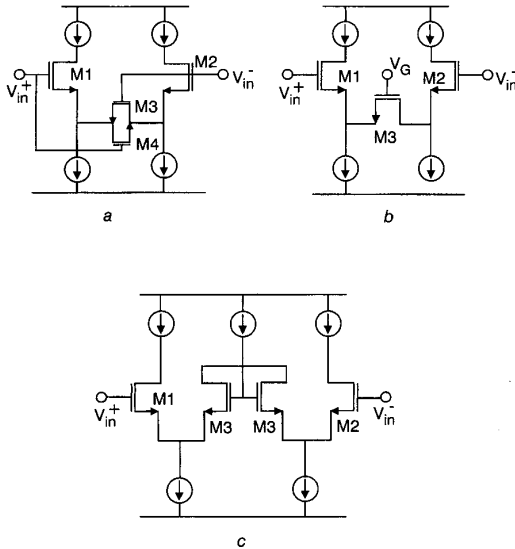 M1
M2
V_in^+
V_in^-
M3
M4
a
V_G
M1
M2
V_in^+
V_in^-
M3
b
M1
M3
M3
M2
V_in^+
V_in^-
c